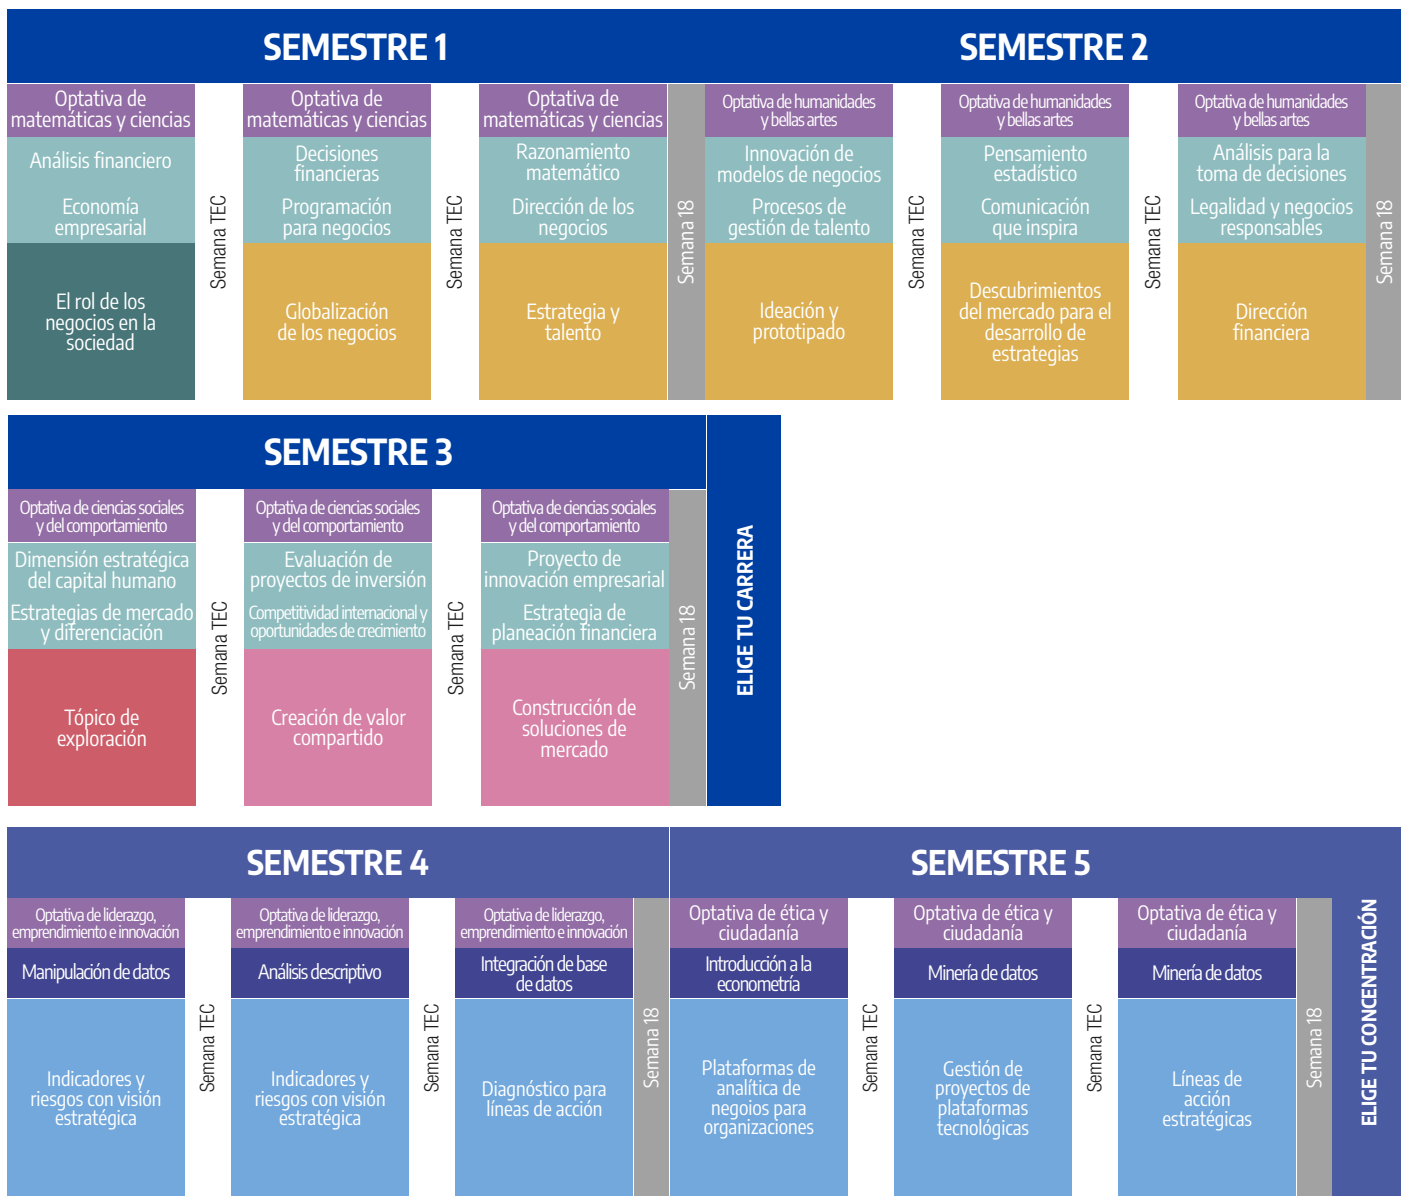 SEMESTRE 1
SEMESTRE 2
Optativa de
matemáticas y ciencias
Análisis financiero
Economía
empresarial
El rol de los
negocios en la
sociedad
Semana TEC
Optativa de
matemáticas y ciencias
Decisiones
financieras
Programación
para negocios
Globalización
de los negocios
Semana TEC
Optativa de
matemáticas y ciencias
Razonamiento
matemático
Dirección de los
negocios
Estrategia y
talento
Semana 18
Optativa de humanidades
y bellas artes
Innovación de
modelos de negocios
Procesos de
gestión de talento
Ideación y
prototipado
Semana TEC
Optativa de humanidades
y bellas artes
Pensamiento
estadístico
Comunicación
que inspira
Descubrimientos
del mercado para el
desarrollo de
estrategias
Semana TEC
Optativa de humanidades
y bellas artes
Análisis para la
toma de decisiones
Legalidad y negocios
responsables
Dirección
financiera
Semana 18
SEMESTRE 3
Optativa de ciencias sociales
y del comportamiento
Dimensión estratégica
del capital humano
Estrategias de mercado
y diferenciación
Tópico de
exploración
Semana TEC
Optativa de ciencias sociales
y del comportamiento
Evaluación de
proyectos de inversión
Competitividad internacional y
oportunidades de crecimiento
Creación de valor
compartido
Semana TEC
Optativa de ciencias sociales
y del comportamiento
Proyecto de
innovación empresarial
Estrategia de
planeación financiera
Construcción de
soluciones de
mercado
Semana 18
ELIGE TU CARRERA
SEMESTRE 4
SEMESTRE 5
Optativa de liderazgo,
emprendimiento e innovación
Manipulación de datos
Indicadores y
riesgos con visión
estratégica
Semana TEC
Optativa de liderazgo,
emprendimiento e innovación
Análisis descriptivo
Indicadores y
riesgos con visión
estratégica
Semana TEC
Optativa de liderazgo,
emprendimiento e innovación
Integración de base
de datos
Diagnóstico para
líneas de acción
Semana 18
Optativa de ética y
ciudadanía
Introducción a la
econometría
Plataformas de
analítica de
negoios para
organizaciones
Semana TEC
Optativa de ética y
ciudadanía
Minería de datos
Gestión de
proyectos de
plataformas
tecnológicas
Semana TEC
Optativa de ética y
ciudadanía
Minería de datos
Líneas de
acción
estratégicas
Semana 18
ELIGE TU CONCENTRACIÓN